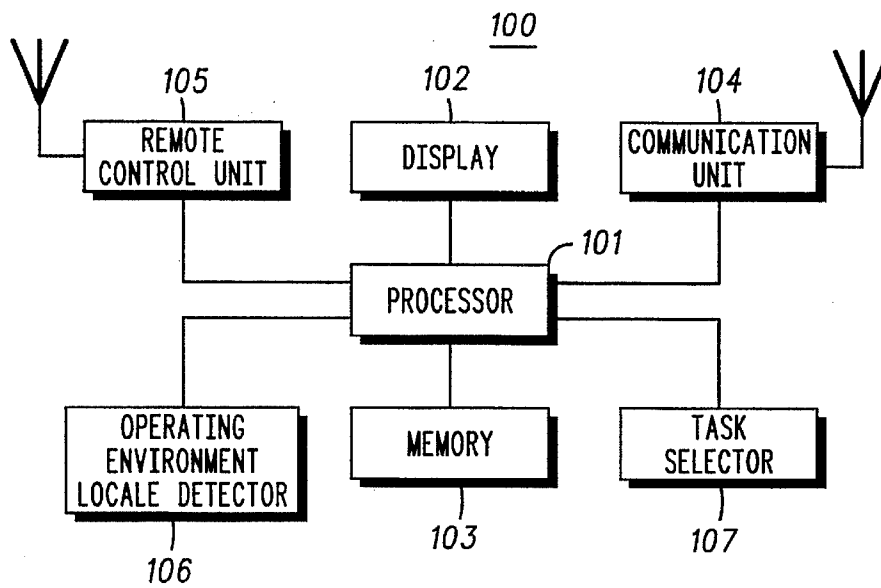 100
105
102
104
REMOTE
CONTROL UNIT
DISPLAY
COMMUNICATION
UNIT
101
PROCESSOR
OPERATING
ENVIRONMENT
LOCALE DETECTOR
MEMORY
TASK
SELECTOR
106
103
107